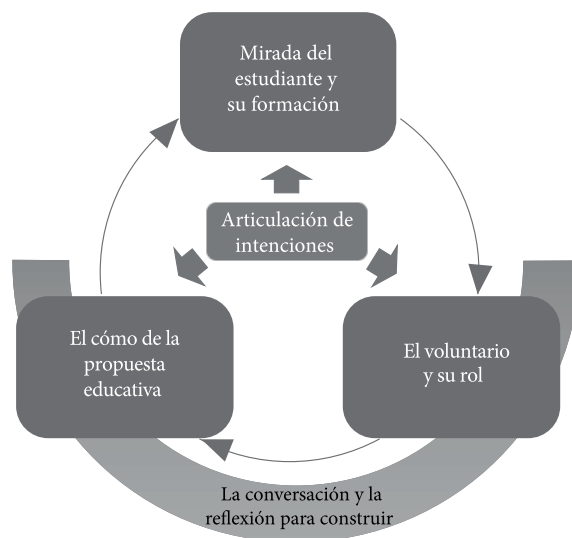 Mirada del
estudiante y
su formación
Articulación de
intenciones
El cómo de la
propuesta
educativa
El voluntario
y su rol
La conversación y la
reflexión para construir